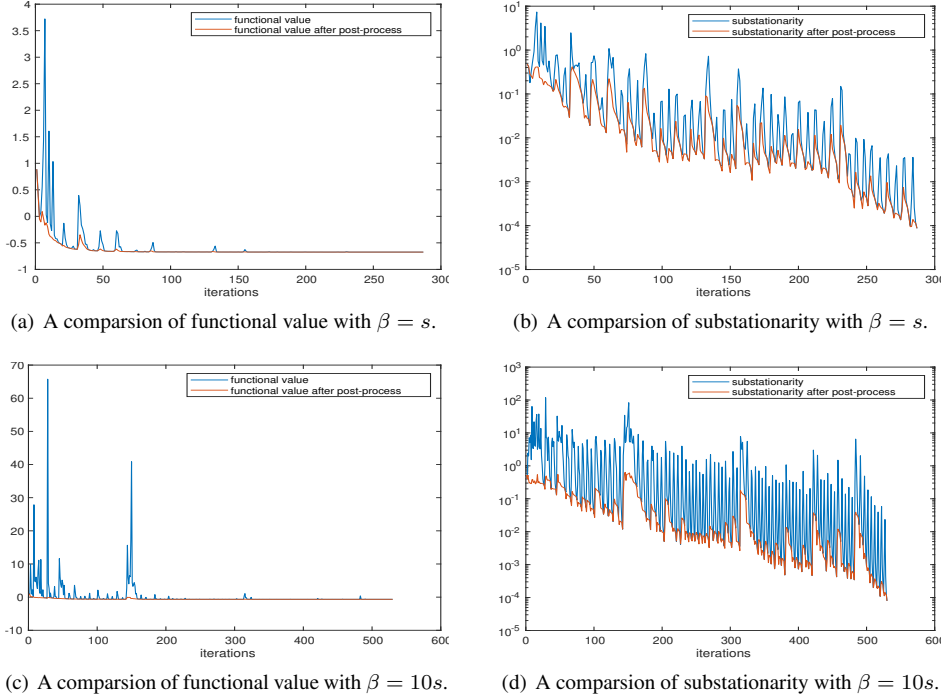 4
3.5
3
2.5
2
1.5
1
0.5
0
-0.5
-1
functional value
functional value after post-process
0 50 100 150 200 250 300
iterations
10^1
10^0
10^-1
10^-2
10^-3
10^-4
10^-5
substationarity
substationarity after post-process
0 50 100 150 200 250 300
iterations
(a) A comparsion of functional value with β = s.
(b) A comparsion of substationarity with β = s.
70
60
50
40
30
20
10
0
-10
functional value
functional value after post-process
0 100 200 300 400 500 600
iterations
10^3
10^2
10^1
10^0
10^-1
10^-2
10^-3
10^-4
10^-5
substationarity
substationarity after post-process
0 100 200 300 400 500 600
iterations
(c) A comparsion of functional value with β = 10s.
(d) A comparsion of substationarity with β = 10s.